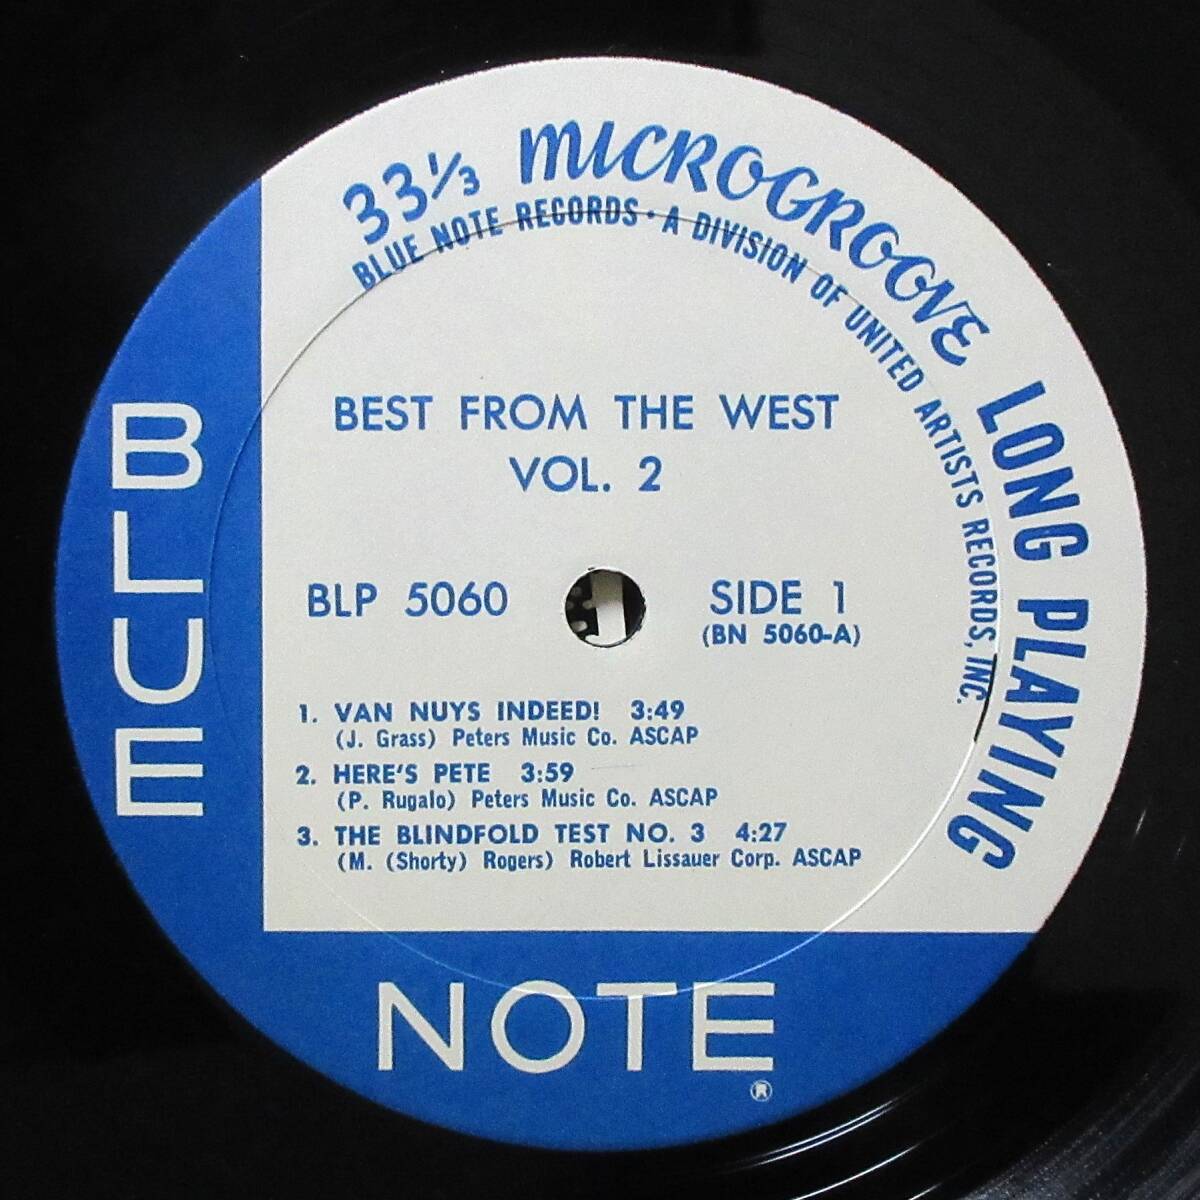 33⅓ MICROGROOVE LONG PLAYING
BLUE NOTE RECORDS · A DIVISION OF UNITED ARTISTS RECORDS, INC.
BEST FROM THE WEST
VOL. 2
BLP 5060
SIDE 1
(BN 5060-A)
1. VAN NUYS INDEED! 3:49
(J. Grass) Peters Music Co. ASCAP
2. HERE'S PETE 3:59
(P. Rugalo) Peters Music Co. ASCAP
3. THE BLINDFOLD TEST NO. 3 4:27
(M. (Shorty) Rogers) Robert Lissauer Corp. ASCAP
BLUE
NOTE
®